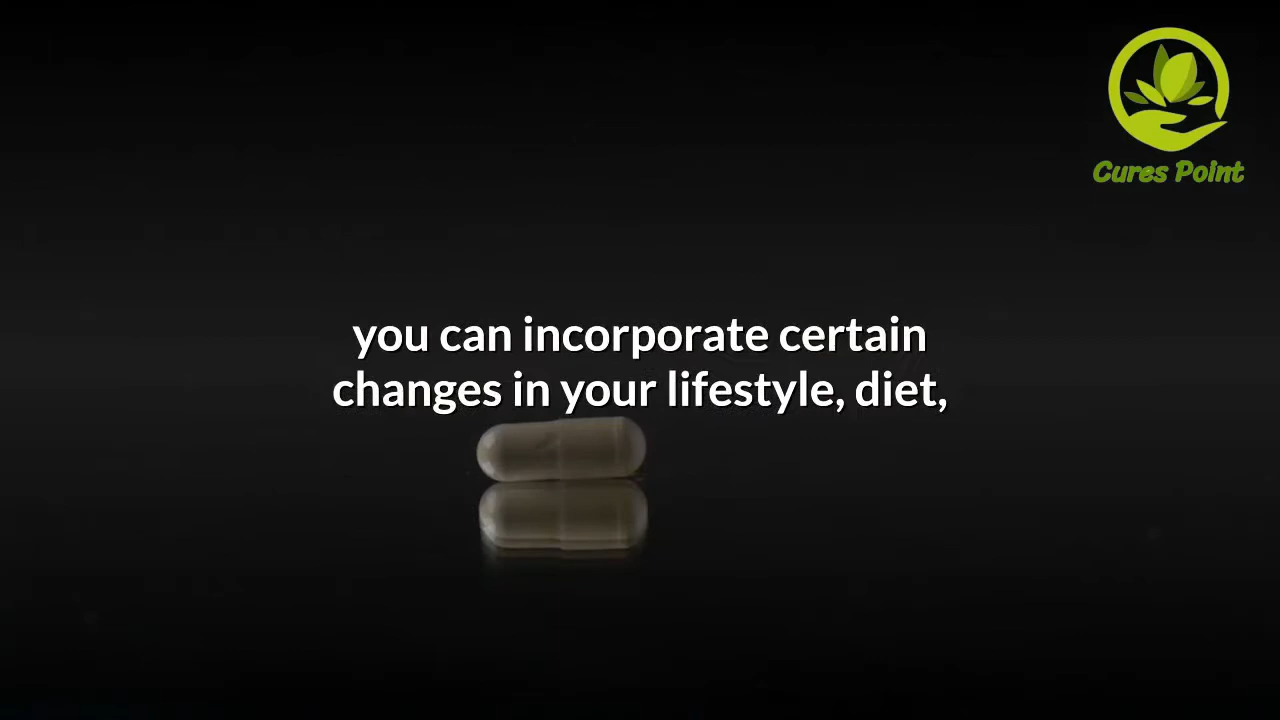 Cures Point
you can incorporate certain
changes in your lifestyle, diet,